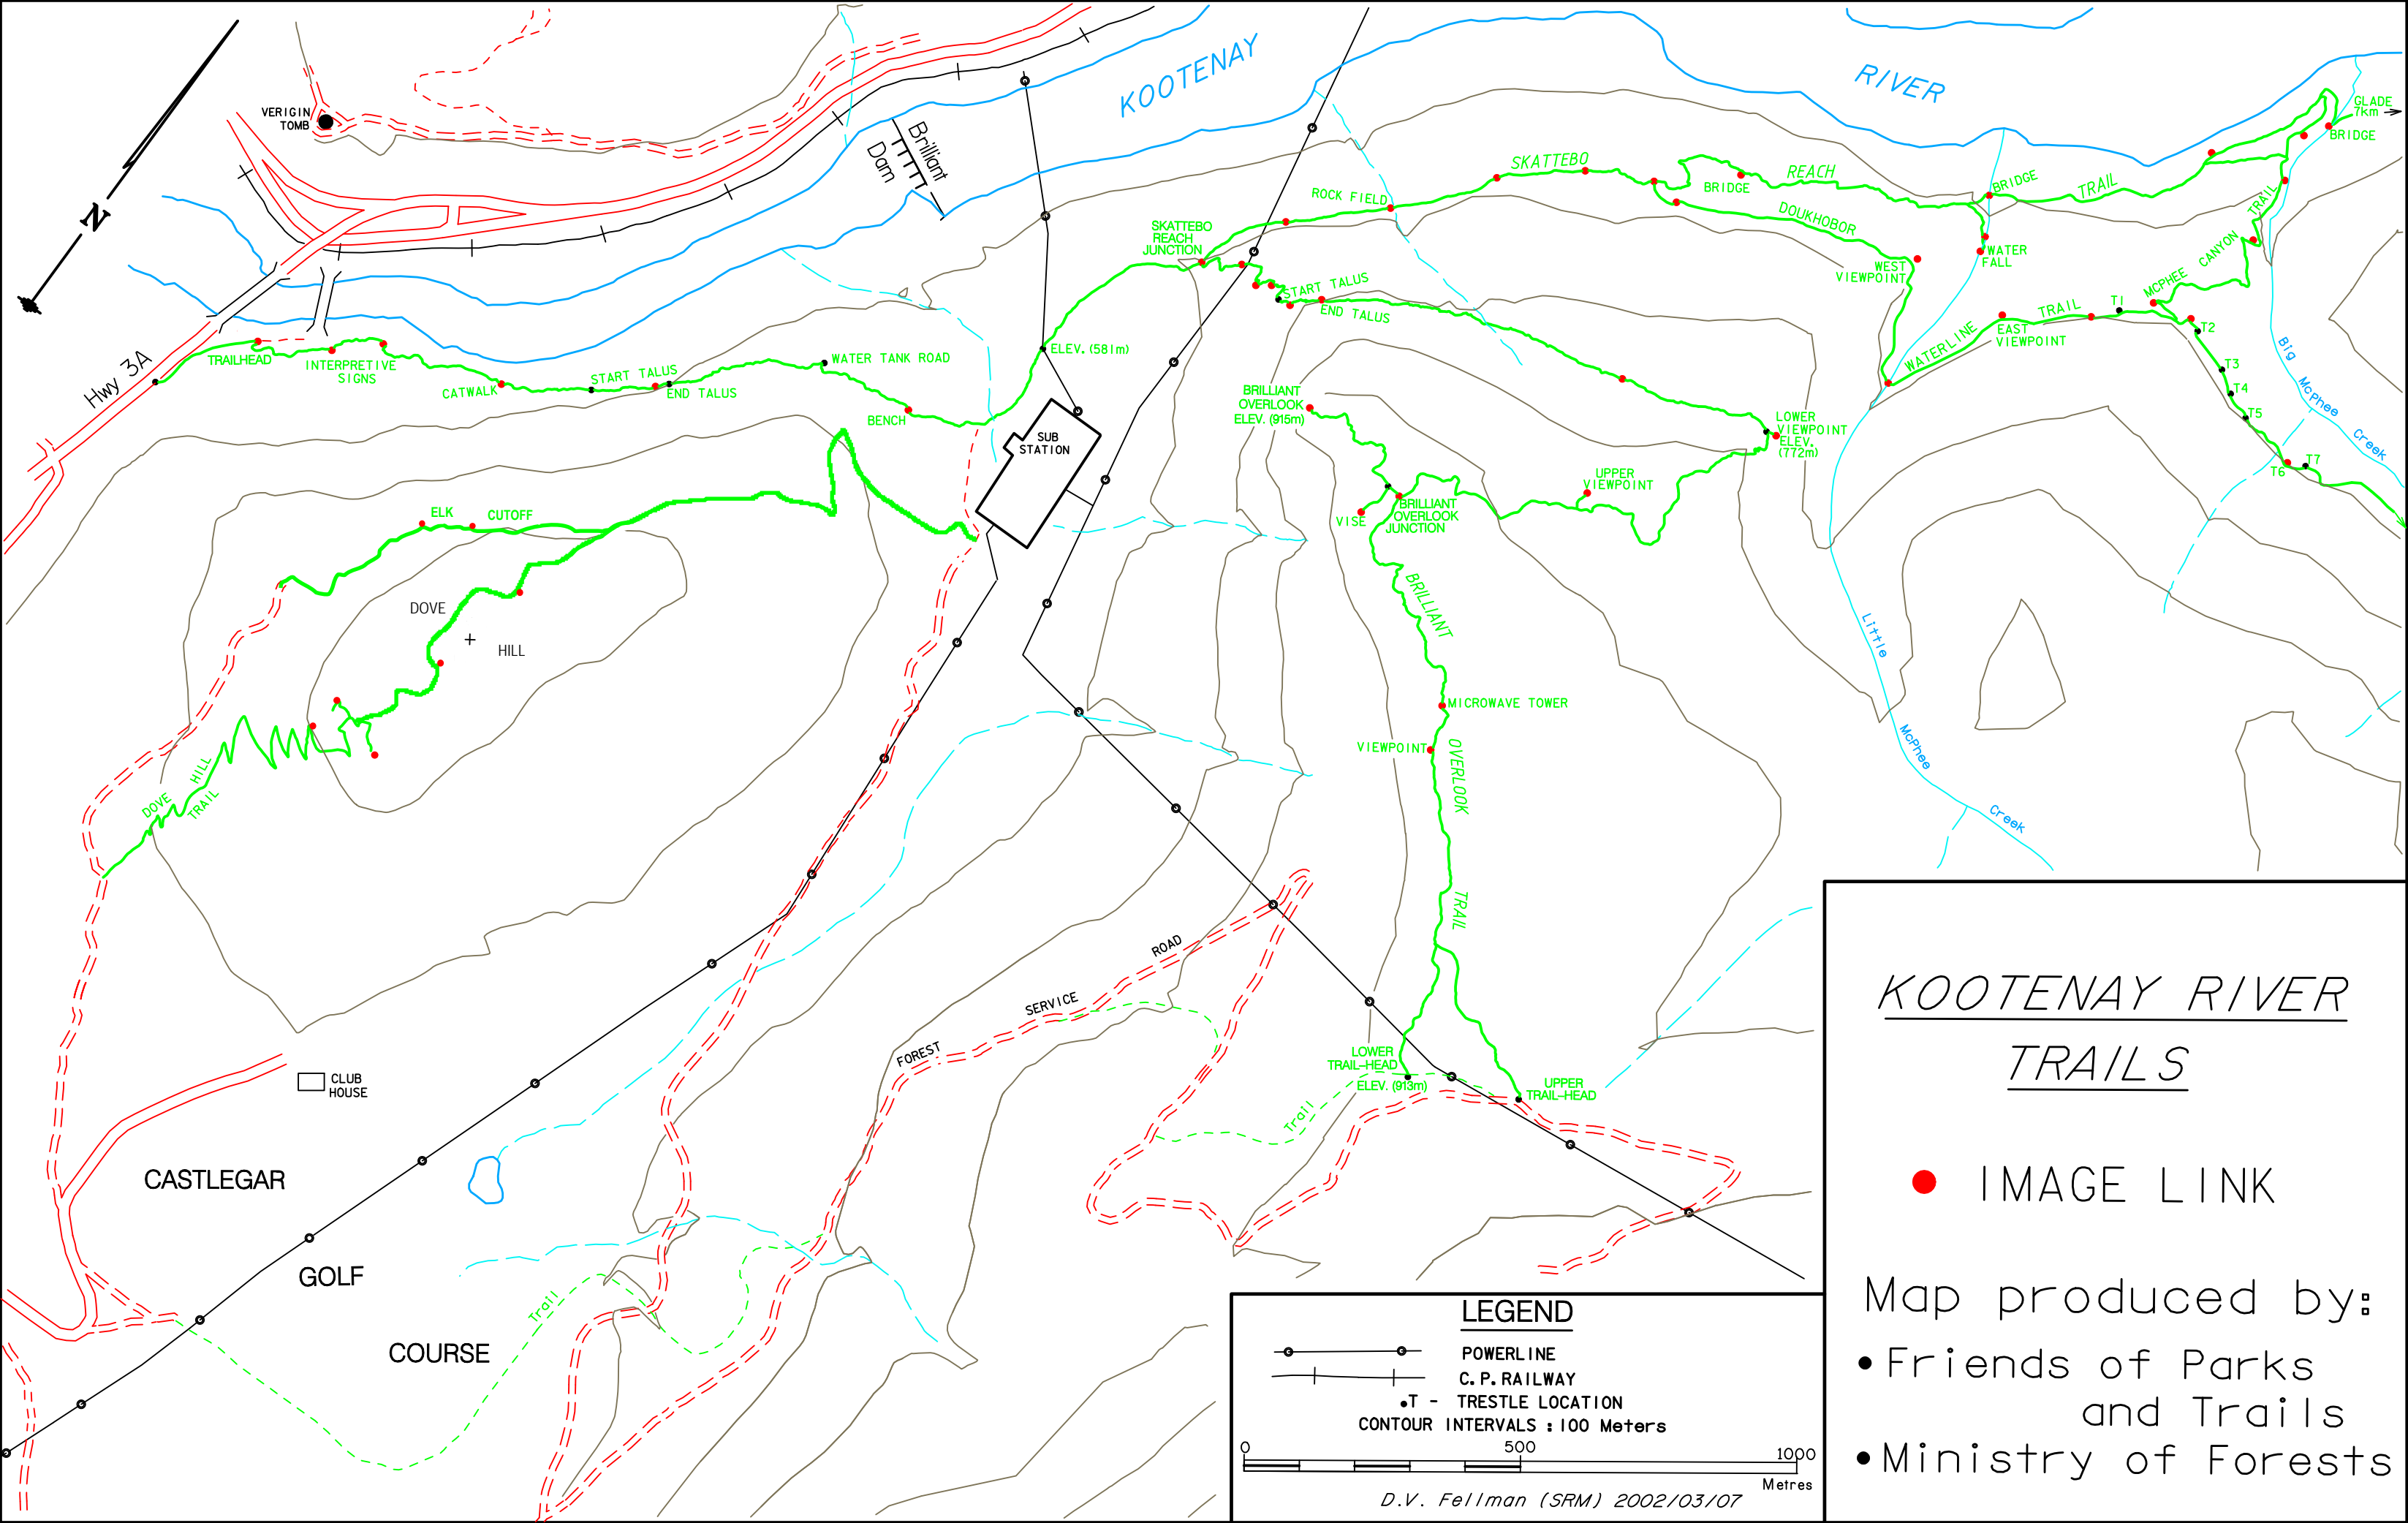 KOOTENAY
RIVER
VERIGIN
TOMB
N
Brilliant
Dam
Hwy 3A
TRAILHEAD
INTERPRETIVE
SIGNS
CATWALK
START TALUS
END TALUS
WATER TANK ROAD
BENCH
ELEV. (581m)
SUB
STATION
SKATTEBO
REACH
JUNCTION
ROCK FIELD
SKATTEBO
REACH
TRAIL
BRIDGE
DOUKHOBOR
BRIDGE
WATER
FALL
WEST
VIEWPOINT
GLADE
7km
BRIDGE
MCPHEE CANYON TRAIL
START TALUS
END TALUS
WATERLINE TRAIL
EAST
VIEWPOINT
T1
T2
T3
T4
T5
T6
T7
Big McPhee Creek
Little McPhee Creek
BRILLIANT
OVERLOOK
ELEV. (915m)
LOWER
VIEWPOINT
ELEV.
(772m)
UPPER
VIEWPOINT
VISE
BRILLIANT
OVERLOOK
JUNCTION
BRILLIANT
OVERLOOK
TRAIL
MICROWAVE TOWER
VIEWPOINT
ELK CUTOFF
DOVE
HILL
DOVE HILL
TRAIL
FOREST SERVICE ROAD
LOWER
TRAIL-HEAD
ELEV. (913m)
UPPER
TRAIL-HEAD
Trail
Trail
CLUB
HOUSE
CASTLEGAR
GOLF
COURSE
LEGEND
POWERLINE
C.P.RAILWAY
•T - TRESTLE LOCATION
CONTOUR INTERVALS : 100 Meters
0 500 1000
Metres
D.V. Fellman (SRM) 2002/03/07
KOOTENAY RIVER
TRAILS
IMAGE LINK
Map produced by:
• Friends of Parks
and Trails
• Ministry of Forests